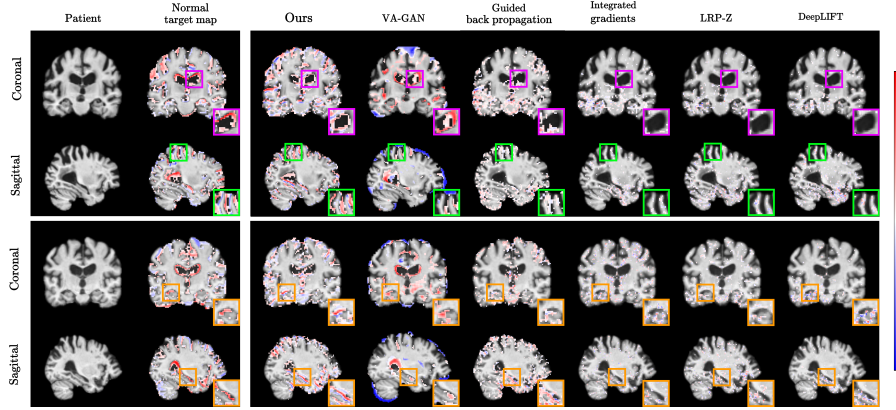 Patient
Normal
target map
Ours
VA-GAN
Guided
back propagation
Integrated
gradients
LRP-Z
DeepLIFT
Coronal
Sagittal
Coronal
Sagittal